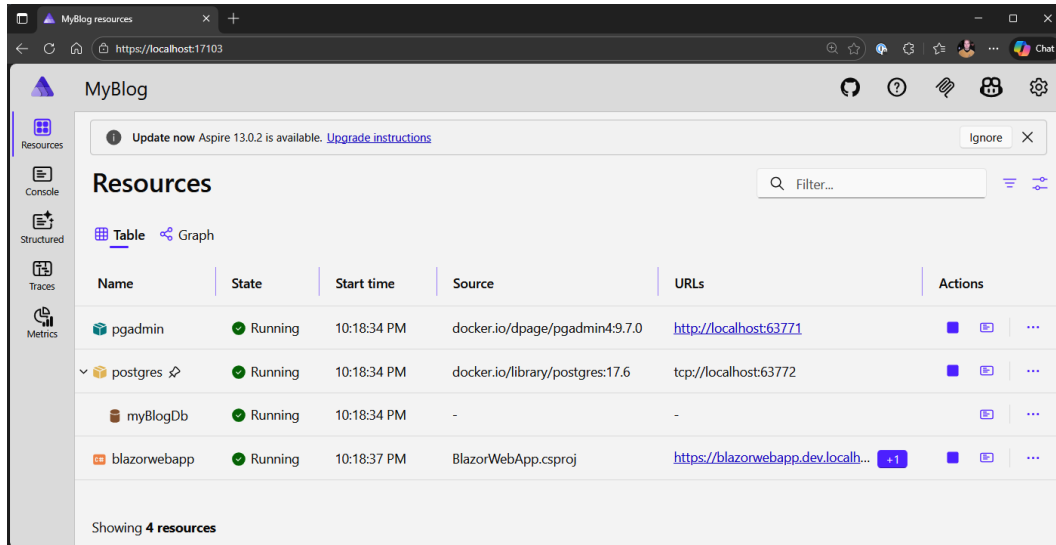 MyBlog resources
https://localhost:17103
Chat
MyBlog
Update now Aspire 13.0.2 is available. Upgrade instructions
Ignore
Resources
Console
Structured
Traces
Metrics
Resources
Filter...
Table Graph
Name State Start time Source URLs Actions
pgadmin Running 10:18:34 PM docker.io/dpage/pgadmin4:9.7.0 http://localhost:63771
postgres Running 10:18:34 PM docker.io/library/postgres:17.6 tcp://localhost:63772
myBlogDb Running 10:18:34 PM - -
C# blazorwebapp Running 10:18:37 PM BlazorWebApp.csproj https://blazorwebapp.dev.localh... +1
Showing 4 resources